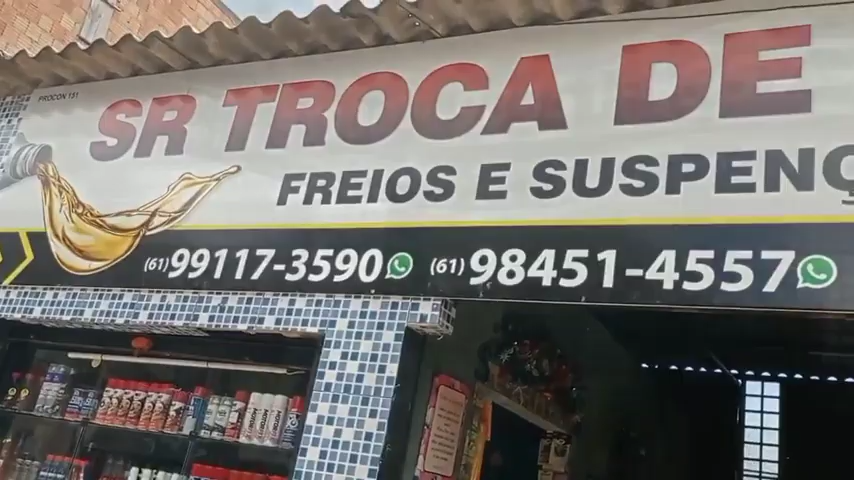 PROCON 151
SR TROCA DE
FREIOS E SUSPENÇ
(61) 99117-3590 (61) 98451-4557